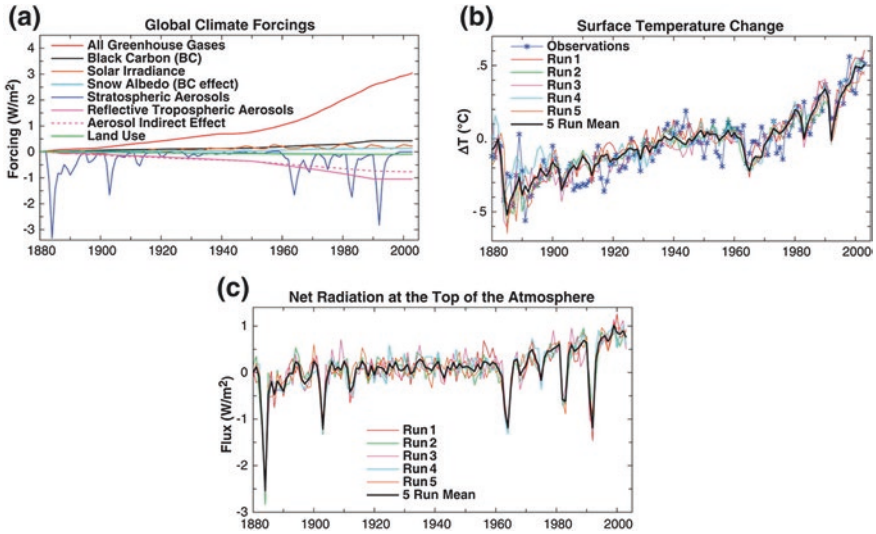 (a)
Global Climate Forcings
4
3
2
1
0
-1
-2
-3
Forcing (W/m²)
All Greenhouse Gases
Black Carbon (BC)
Solar Irradiance
Snow Albedo (BC effect)
Stratospheric Aerosols
Reflective Tropospheric Aerosols
Aerosol Indirect Effect
Land Use
1880 1900 1920 1940 1960 1980 2000
(b)
Surface Temperature Change
.5
0
-.5
ΔT (°C)
Observations
Run 1
Run 2
Run 3
Run 4
Run 5
5 Run Mean
1880 1900 1920 1940 1960 1980 2000
(c)
Net Radiation at the Top of the Atmosphere
1
0
-1
-2
-3
Flux (W/m²)
Run 1
Run 2
Run 3
Run 4
Run 5
5 Run Mean
1880 1900 1920 1940 1960 1980 2000